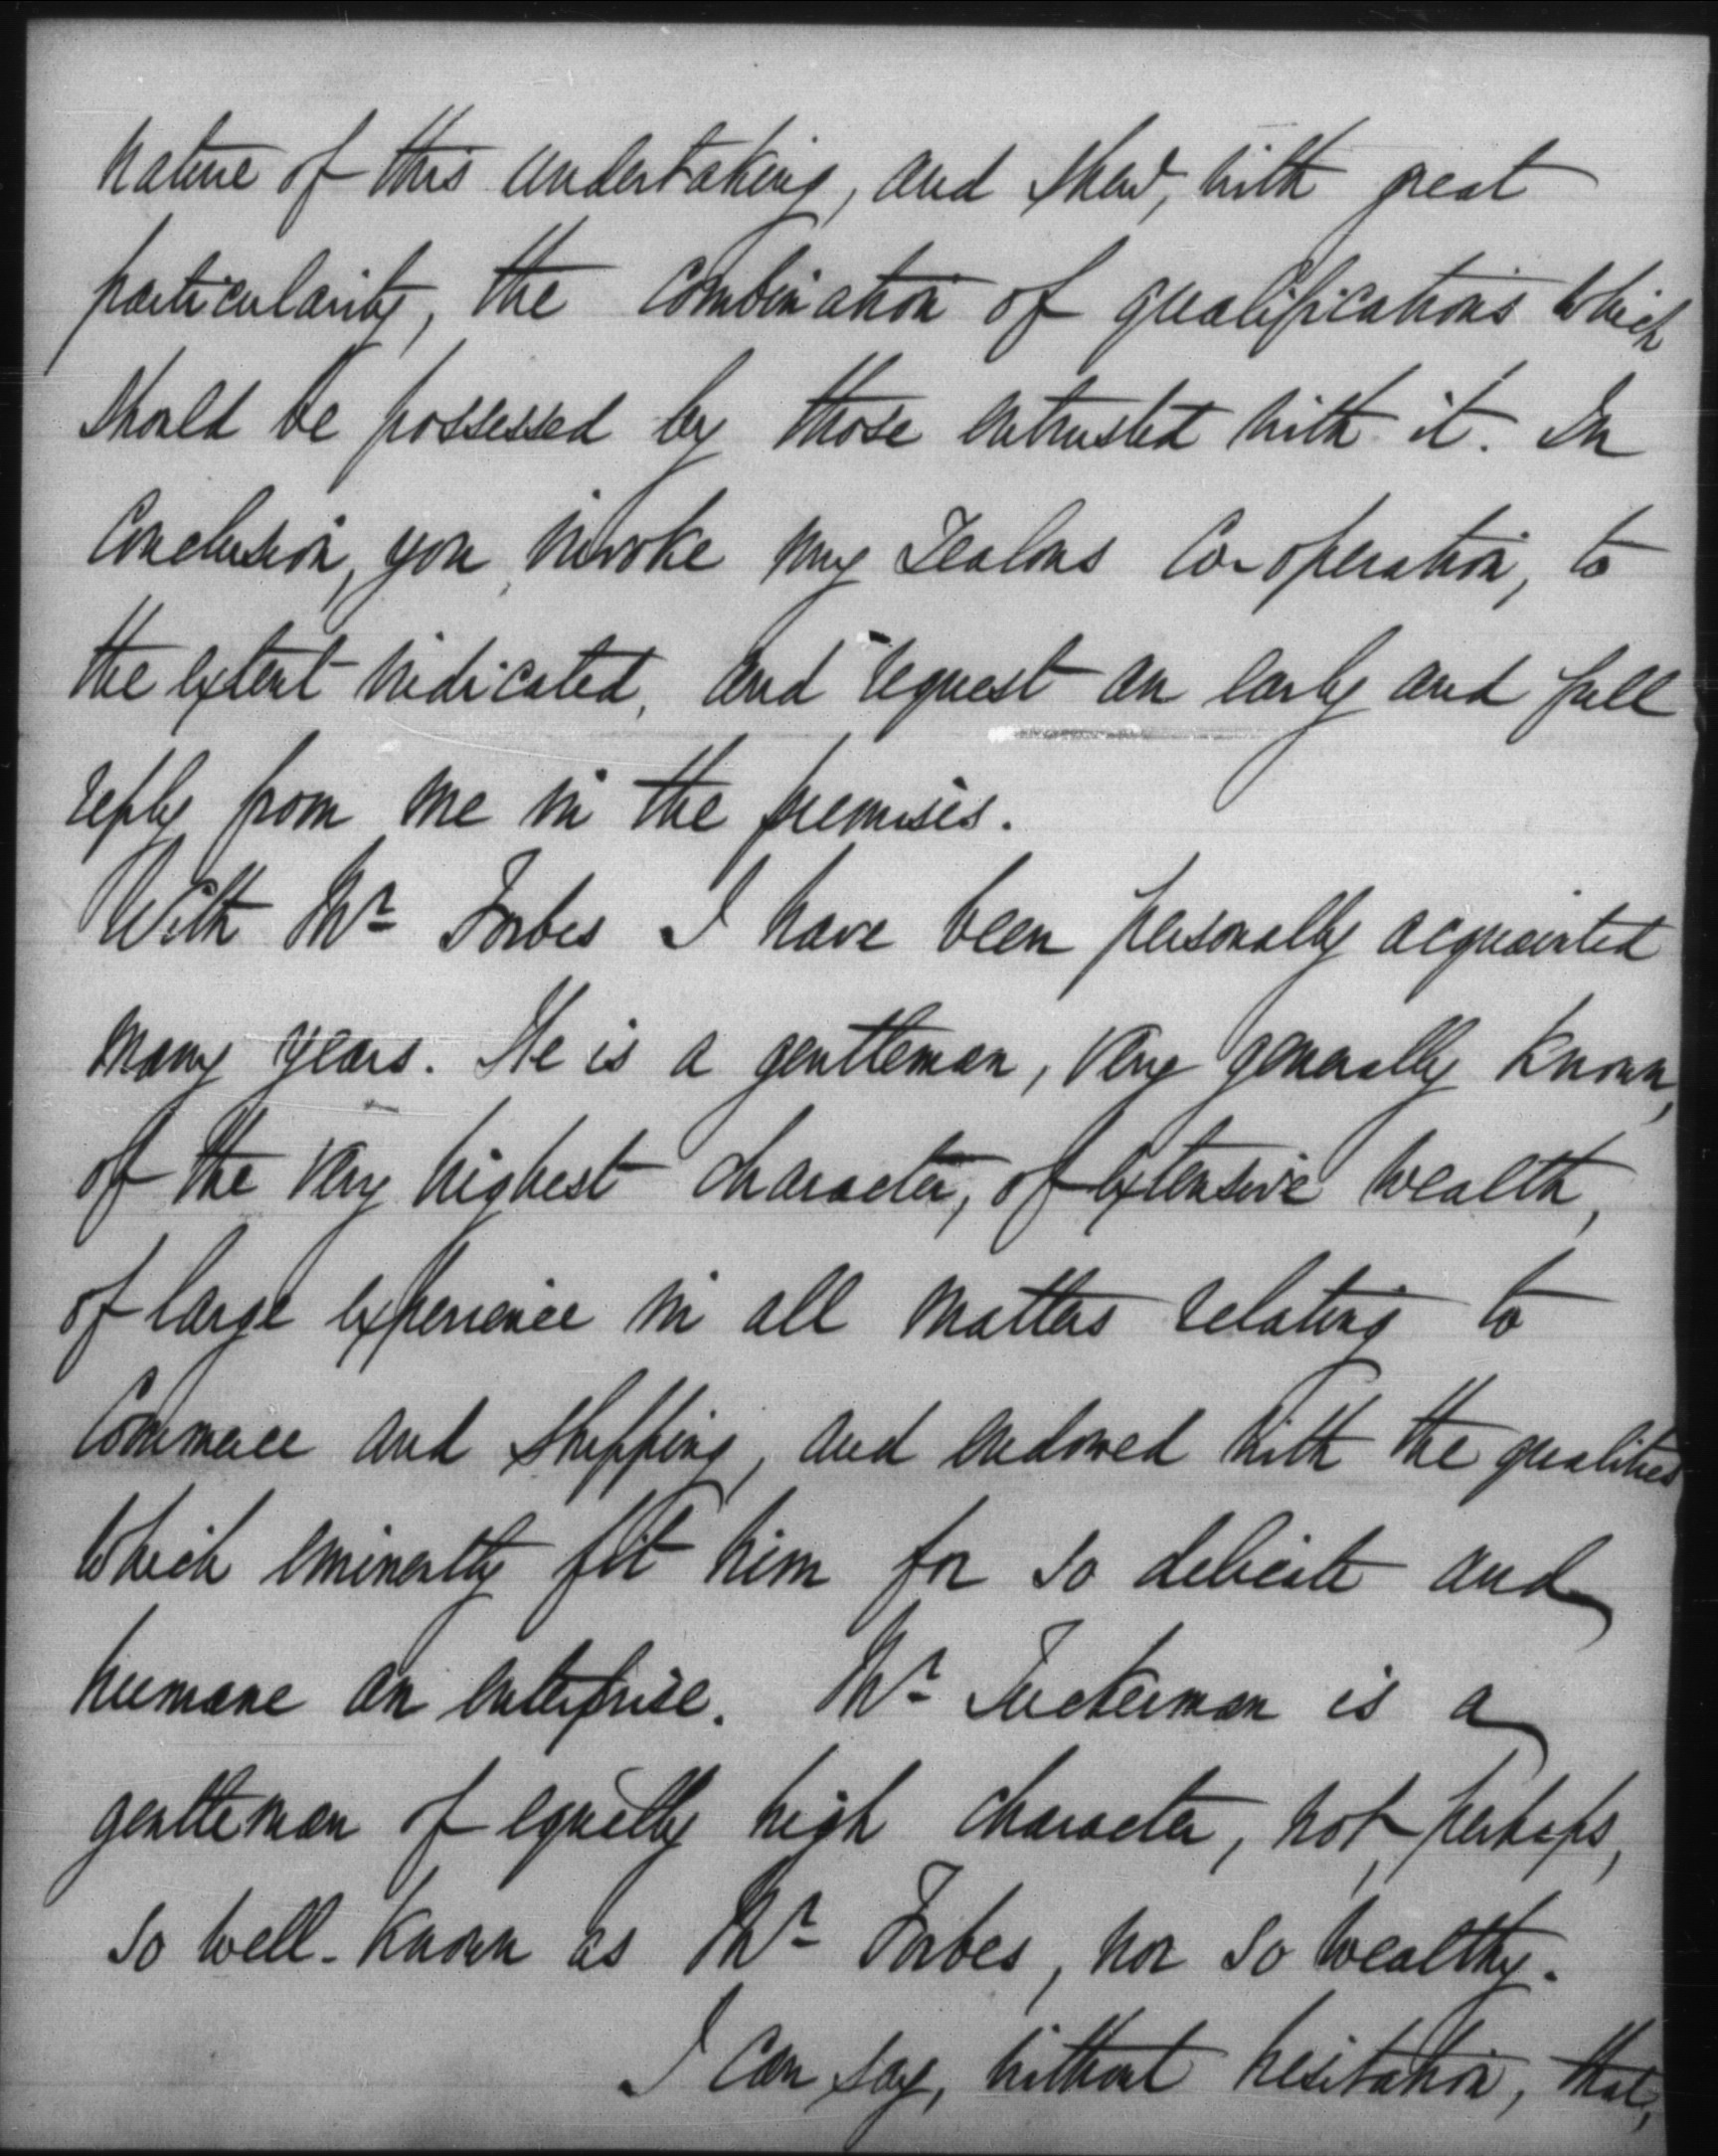 nature of this undertaking, and shew, with great
particularity, the combination of qualifications which
should be possessed by those entrusted with it. In
Conclusion, you invoke my zealous Co-operation, to
the extent indicated, and request an early and full
reply from me in the premises.
With Mr Forbes I have been personally acquainted
many years. He is a gentleman, very generally known,
of the very highest character, of extensive wealth,
of large experience in all matters relating to
Commerce and shipping, and endowed with the qualities
which eminently fit him for so delicate and
humane an enterprise. Mr Tuckerman is a
gentleman of equally high character, not, perhaps,
so well-known as Mr Forbes, nor so wealthy.
I can say, without hesitation, that,